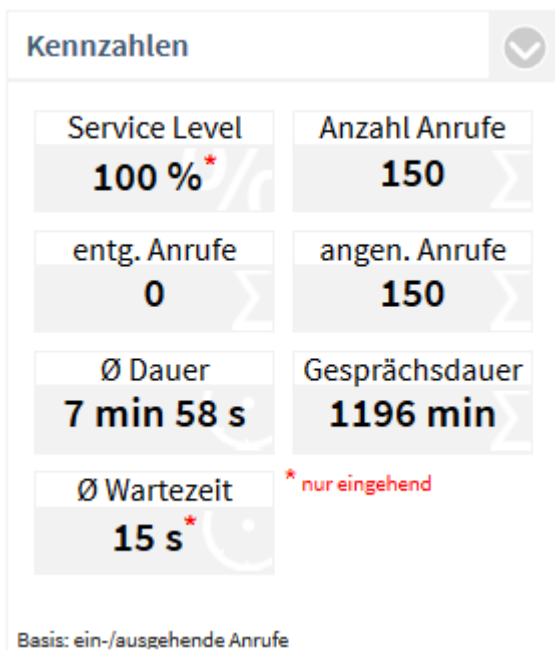 Kennzahlen
Service Level
100 %*
Anzahl Anrufe
150
entg. Anrufe
0
angen. Anrufe
150
Ø Dauer
7 min 58 s
Gesprächsdauer
1196 min
Ø Wartezeit
15 s*
* nur eingehend
Basis: ein-/ausgehende Anrufe